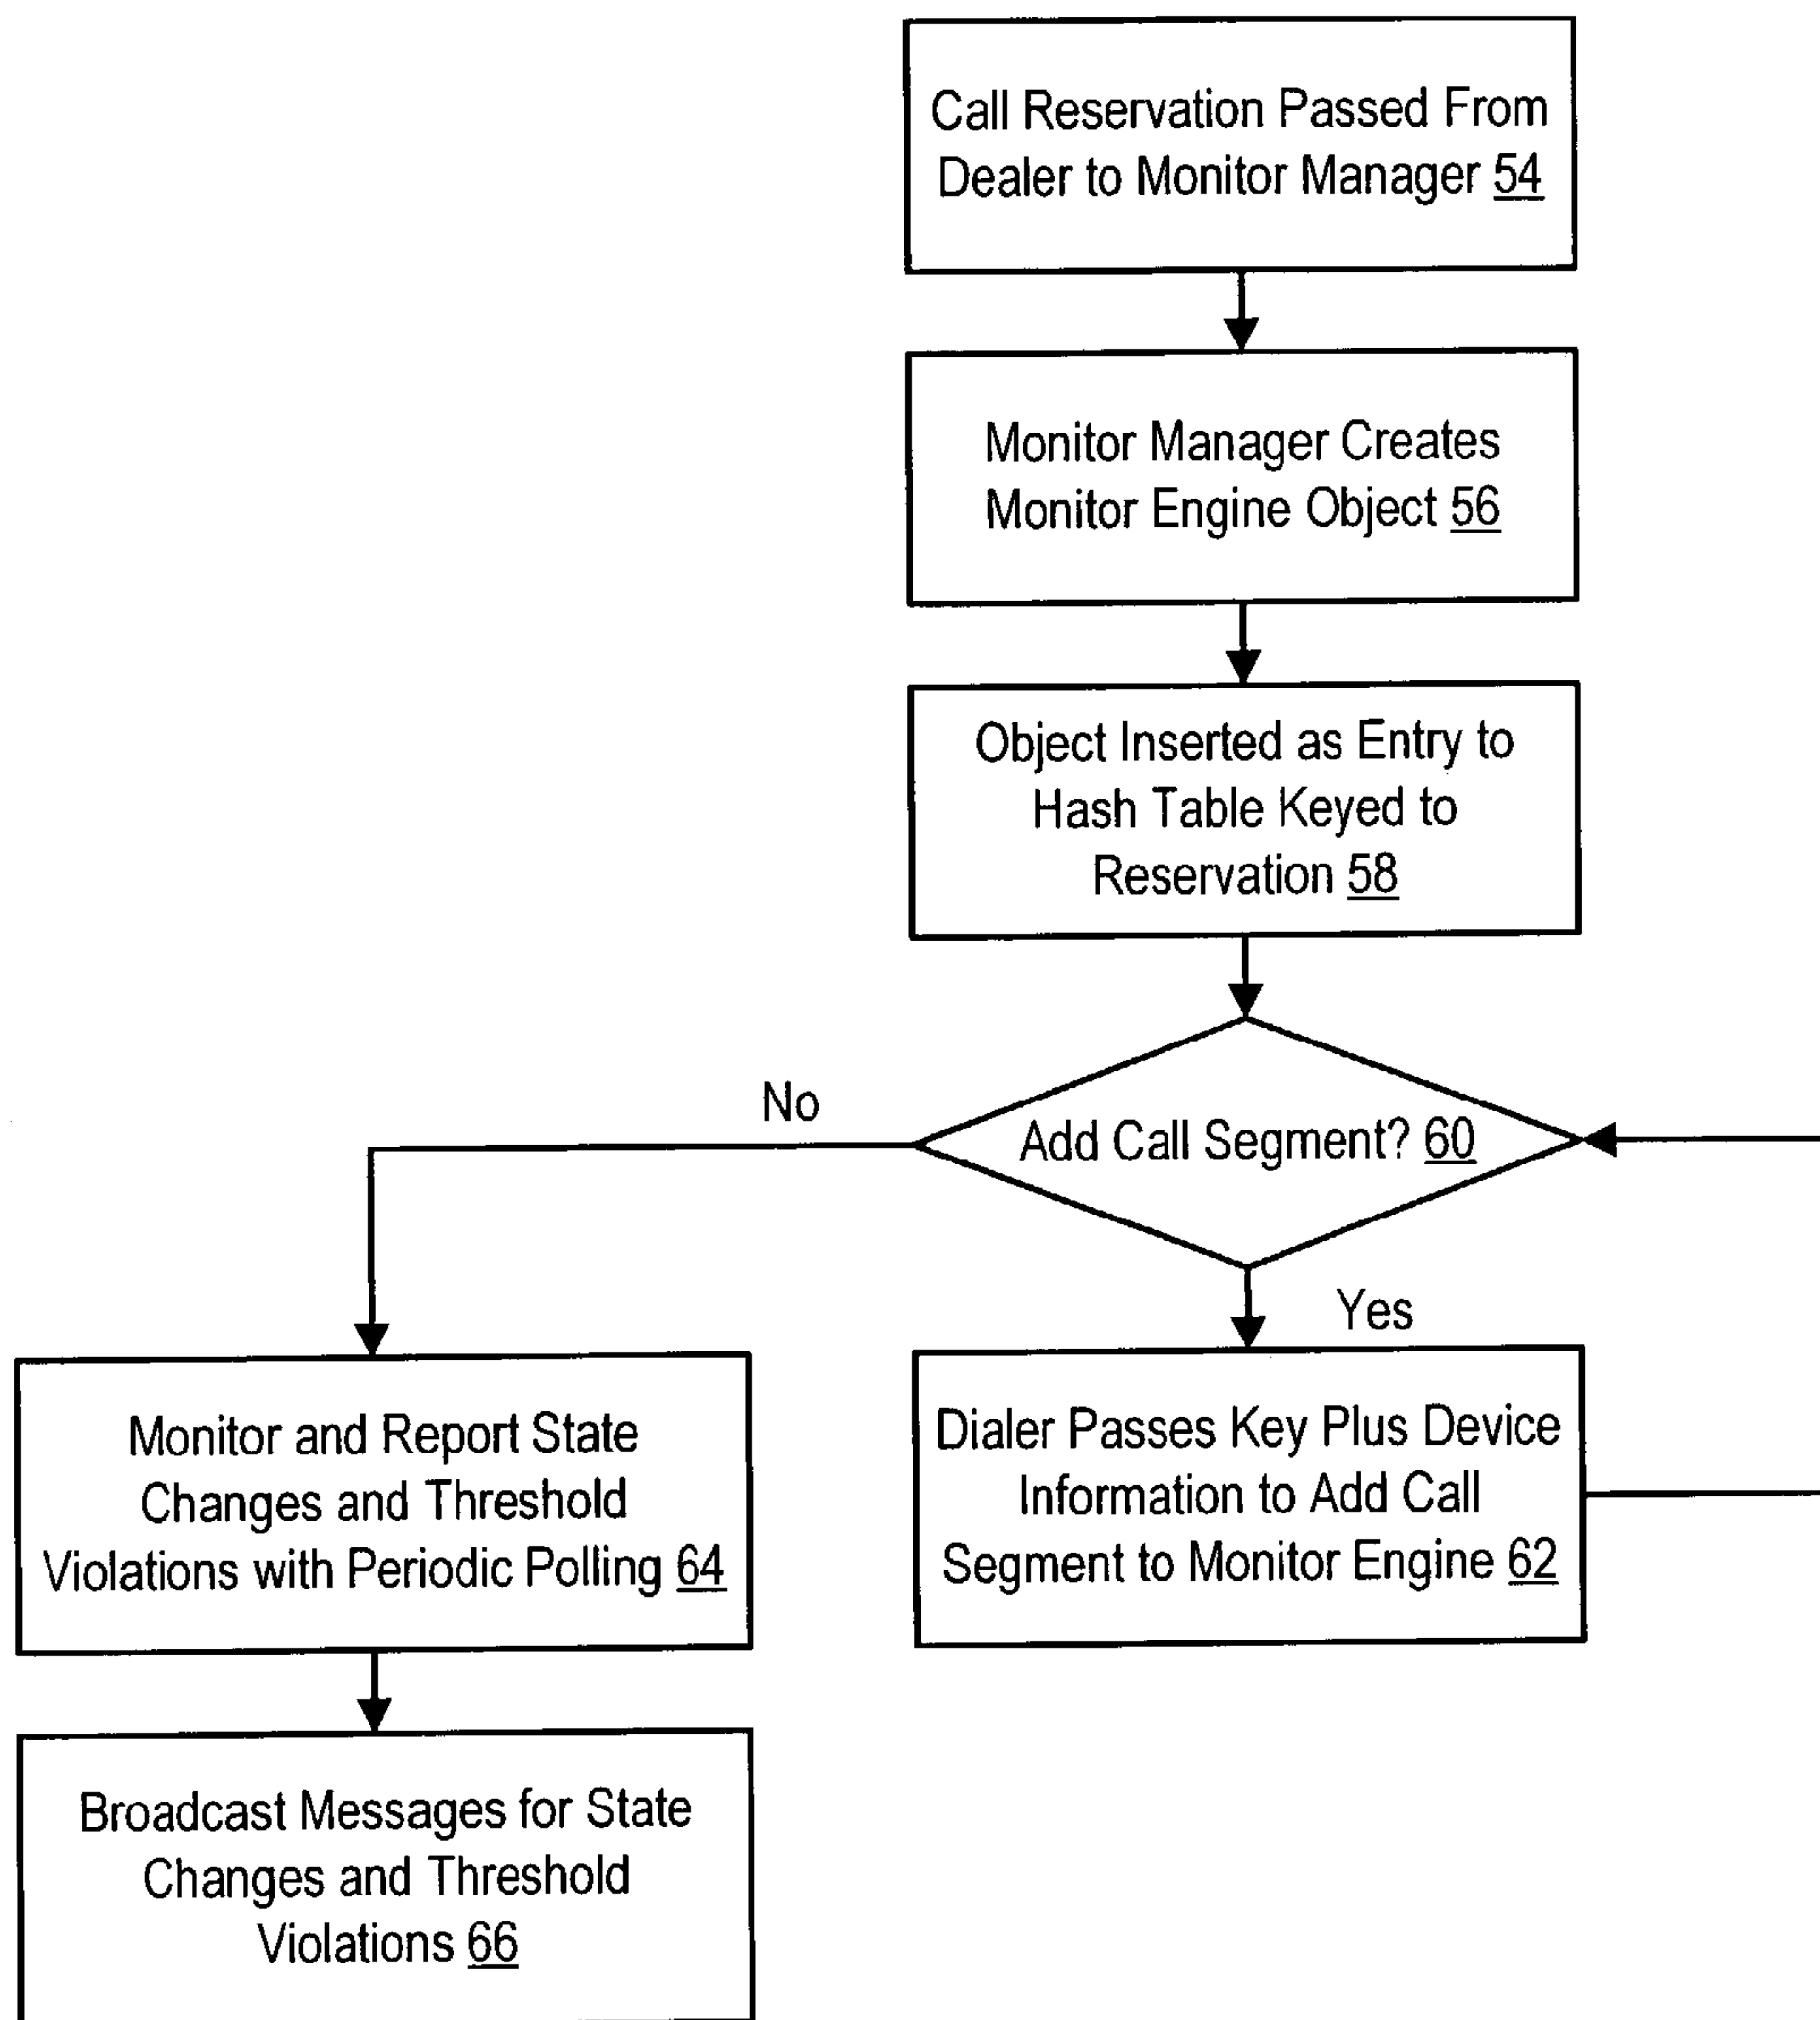 Call Reservation Passed From
Dealer to Monitor Manager 54
Monitor Manager Creates
Monitor Engine Object 56
Object Inserted as Entry to
Hash Table Keyed to
Reservation 58
No
Add Call Segment? 60
Yes
Monitor and Report State
Changes and Threshold
Violations with Periodic Polling 64
Dialer Passes Key Plus Device
Information to Add Call
Segment to Monitor Engine 62
Broadcast Messages for State
Changes and Threshold
Violations 66